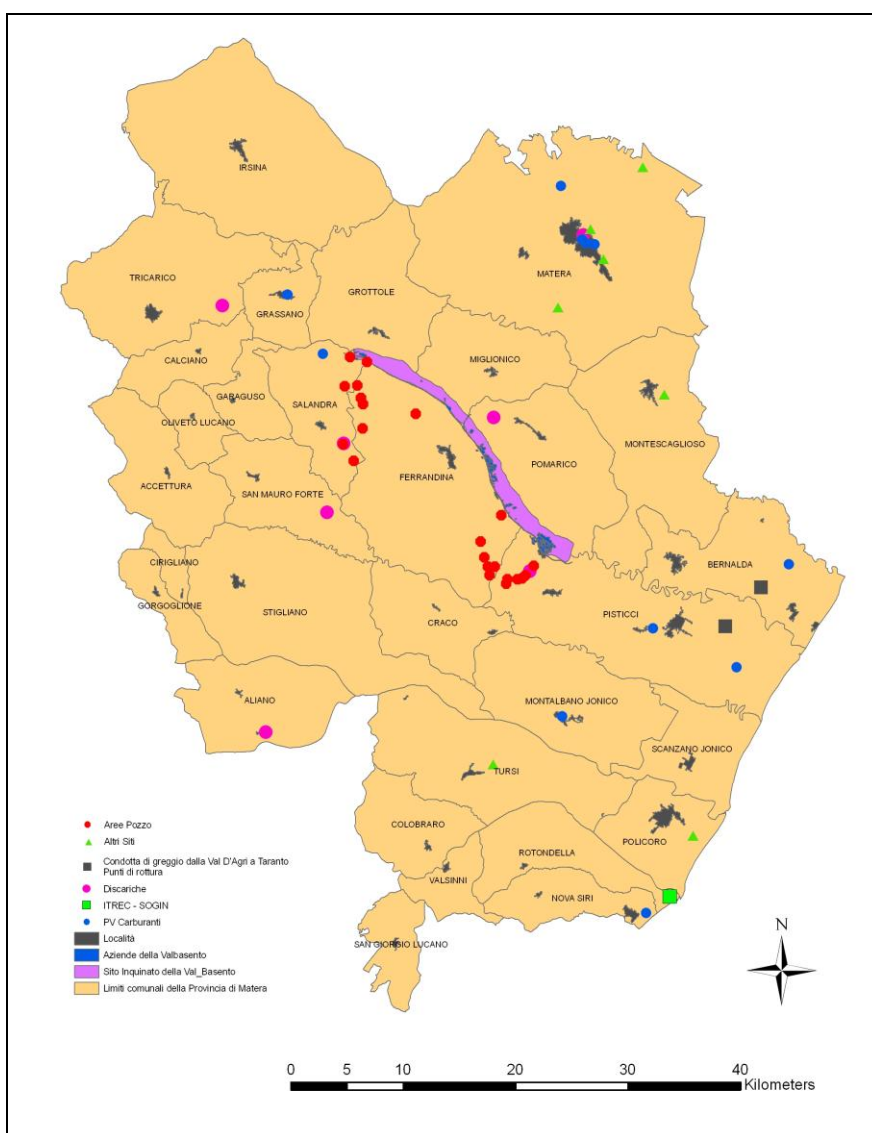 IRSINA
TRICARICO
GRASSANO
GROTTOLE
MATERA
CALCIANO
MIGLIONICO
GARAGUSO
SALANDRA
OLIVETO LUCANO
MONTESCAGLIOSO
POMARICO
FERRANDINA
ACCETTURA
SAN MAURO FORTE
CIRIGLIANO
BERNALDA
GORGOGLIONE
STIGLIANO
PISTICCI
CRACO
ALIANO
MONTALBANO JONICO
SCANZANO JONICO
TURSI
COLOBRARO
POLICORO
ROTONDELLA
VALSINNI
NOVA SIRI
SAN GIORGIO LUCANO
Aree Pozzo
Altri Siti
Condotta di greggio dalla Val D'Agri a Taranto
Punti di rottura
Discariche
ITREC - SOGIN
PV Carburanti
Località
Aziende della Valbasento
Sito Inquinato della Val_Basento
Limiti comunali della Provincia di Matera
N
0 5 10 20 30 40
Kilometers